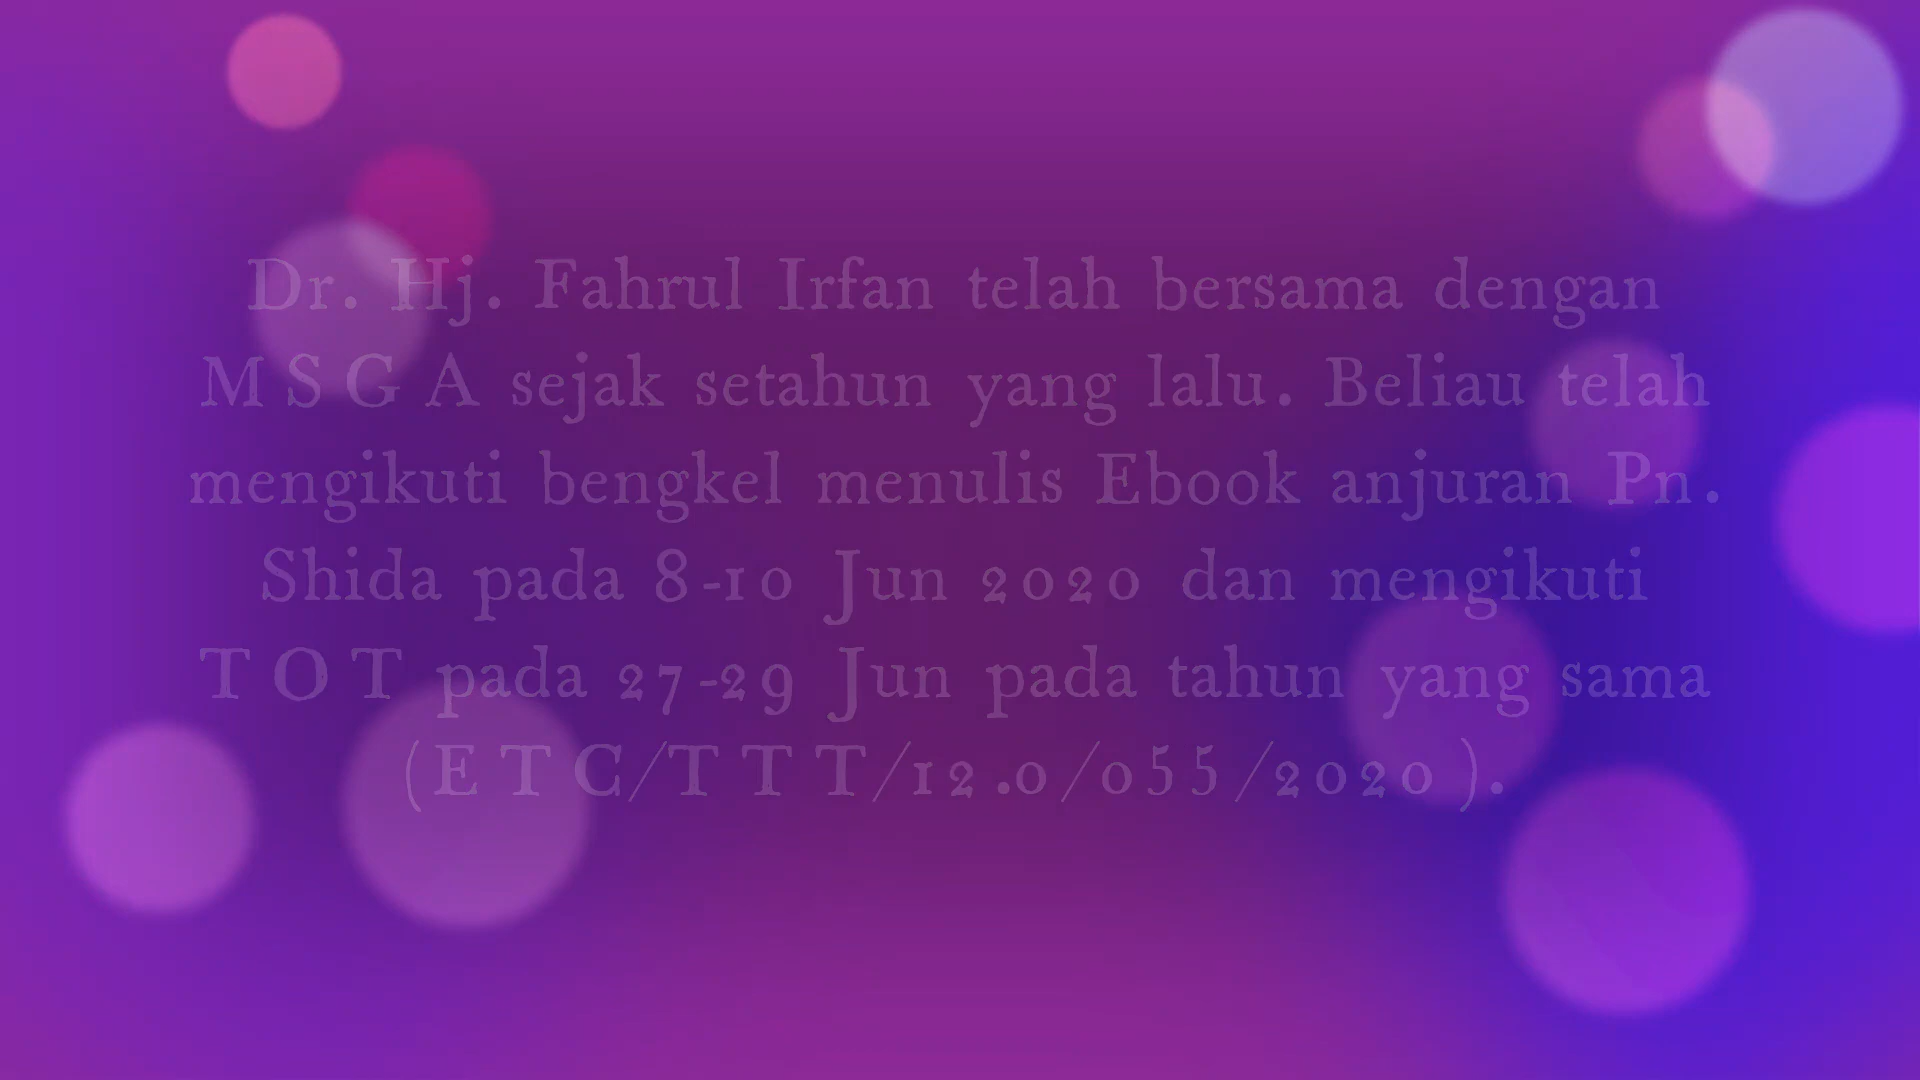 Dr. Hj. Fahrul Irfan telah bersama dengan
MSGA sejak setahun yang lalu. Beliau telah
mengikuti bengkel menulis Ebook anjuran Pn.
Shida pada 8-10 Jun 2020 dan mengikuti
TOT pada 27-29 Jun pada tahun yang sama
(ETC/TTT/12.0/055/2020).